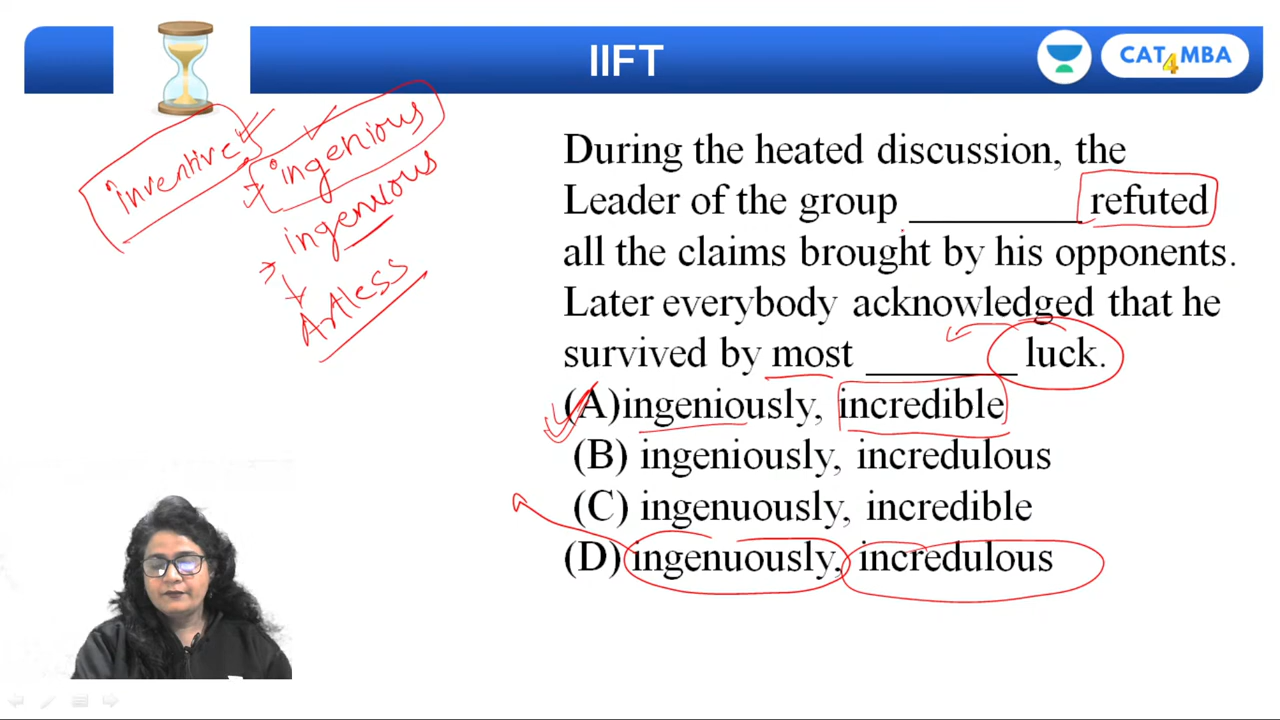 IIFT
CAT4MBA
inventive
ingenious
ingenuous
Artless
During the heated discussion, the
Leader of the group _________ refuted
all the claims brought by his opponents.
Later everybody acknowledged that he
survived by most ________ luck.
(A)ingeniously, incredible
(B) ingeniously, incredulous
(C) ingenuously, incredible
(D) ingenuously, incredulous